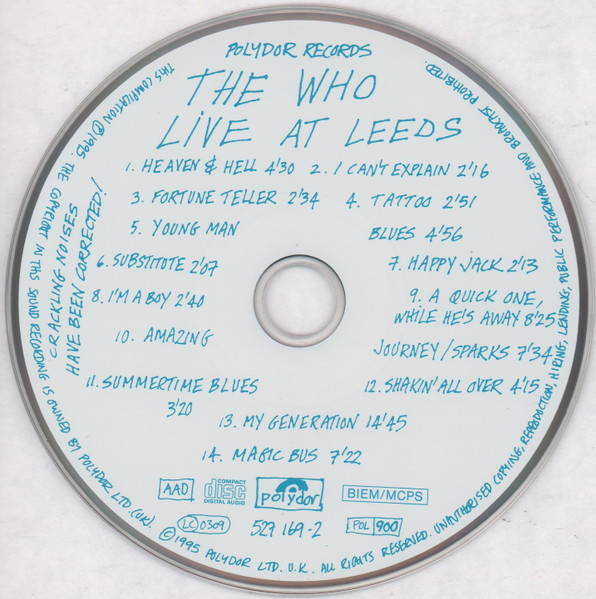 POLYDOR RECORDS
THE WHO
LIVE AT LEEDS
1. HEAVEN & HELL 4'30 2. I CAN'T EXPLAIN 2'16
3. FORTUNE TELLER 2'34 4. TATTOO 2'51
5. YOUNG MAN BLUES 4'56
6. SUBSTITUTE 2'07 7. HAPPY JACK 2'13
8. I'M A BOY 2'40 9. A QUICK ONE,
WHILE HE'S AWAY 8'25
10. AMAZING JOURNEY/SPARKS 7'34
11. SUMMERTIME BLUES 12. SHAKIN' ALL OVER 4'15
3'20
13. MY GENERATION 14'45
14. MAGIC BUS 7'22
CRACKLING NOISES
HAVE BEEN CORRECTED!
AAD COMPACT disc DIGITAL AUDIO polydor BIEM/MCPS
LC 0309 529 169-2 POL 900
THIS COMPILATION ℗1995 THE COPYRIGHT IN THIS SOUND RECORDING IS OWNED BY POLYDOR LTD.(UK). ©1995 POLYDOR LTD. U.K. ALL RIGHTS RESERVED. UNAUTHORISED COPYING, REPRODUCTION, HIRING, LENDING, PUBLIC PERFORMANCE AND BROADCAST PROHIBITED.